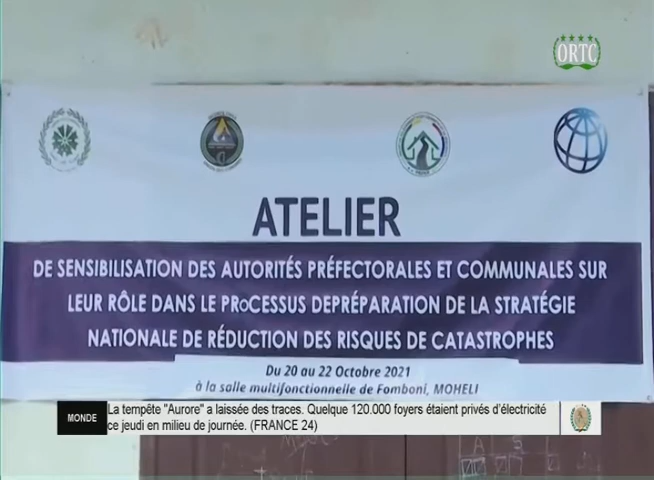 ORTC
ATELIER
DE SENSIBILISATION DES AUTORITÉS PRÉFECTORALES ET COMMUNALES SUR
LEUR RÔLE DANS LE PRoCESSUS DEPRÉPARATION DE LA STRATÉGIE
NATIONALE DE RÉDUCTION DES RISQUES DE CATASTROPHES
Du 20 au 22 Octobre 2021
à la salle multifonctionnelle de Fomboni, MOHELI
MONDE
La tempête "Aurore" a laissée des traces. Quelque 120.000 foyers étaient privés d'électricité
ce jeudi en milieu de journée. (FRANCE 24)